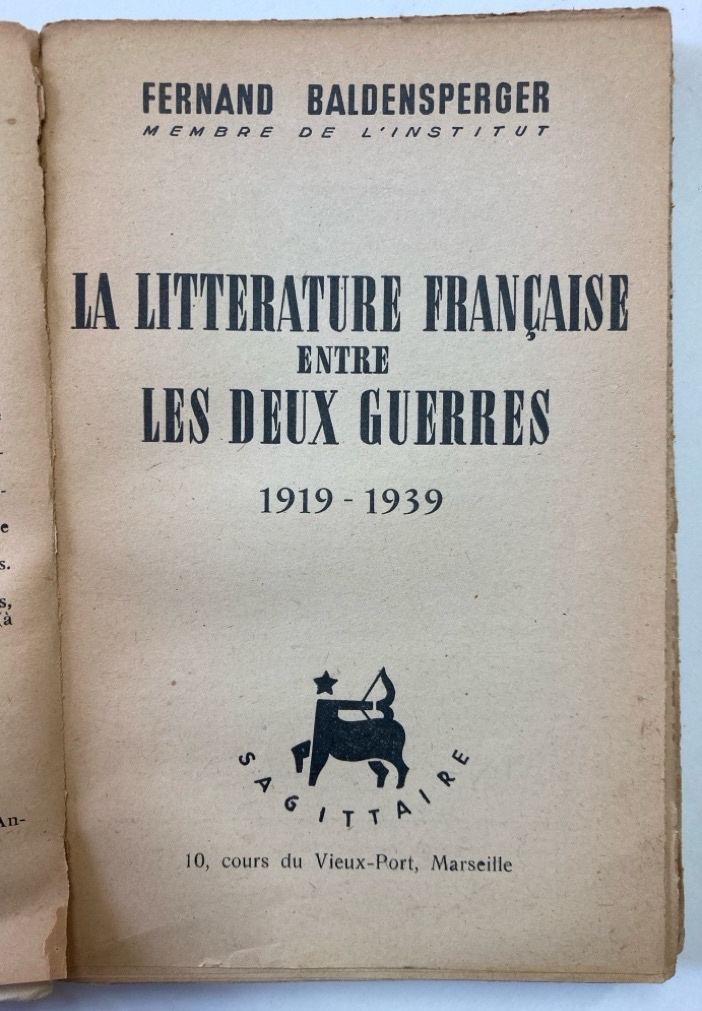 FERNAND BALDENSPERGER
MEMBRE DE L'INSTITUT
LA LITTERATURE FRANÇAISE
ENTRE
LES DEUX GUERRES
1919 - 1939
SAGITTAIRE
10, cours du Vieux-Port, Marseille
e
s.
s,
(à
An-